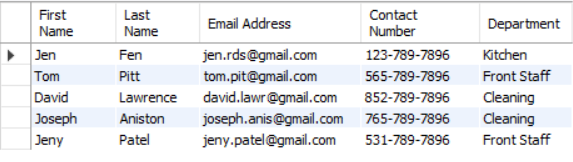 First Name Last Name Email Address Contact Number Department
Jen Fen jen.rds@gmail.com 123-789-7896 Kitchen
Tom Pitt tom.pit@gmail.com 565-789-7896 Front Staff
David Lawrence david.lawr@gmail.com 852-789-7896 Cleaning
Joseph Aniston joseph.anis@gmail.com 765-789-7896 Cleaning
Jeny Patel jeny.patel@gmail.com 531-789-7896 Front Staff